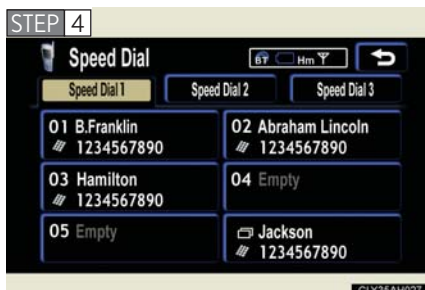 STEP 4
Speed Dial
BT Hm
Speed Dial 1 Speed Dial 2 Speed Dial 3
01 B.Franklin
1234567890
02 Abraham Lincoln
1234567890
03 Hamilton
1234567890
04 Empty
05 Empty
Jackson
1234567890